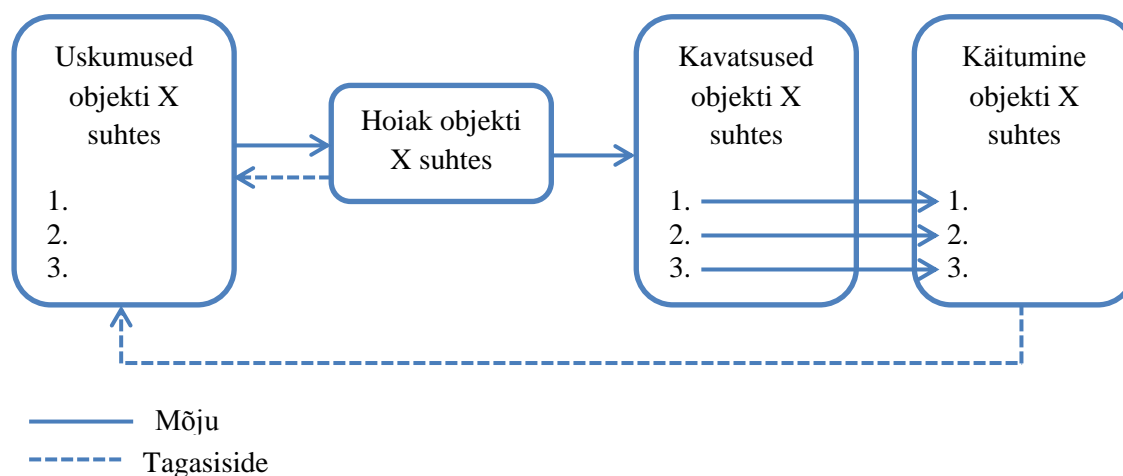 Uskumused
objekti X
suhtes
1.
2.
3.
Hoiak objekti
X suhtes
Kavatsused
objekti X
suhtes
1.
2.
3.
Käitumine
objekti X
suhtes
1.
2.
3.
Mõju
Tagasiside